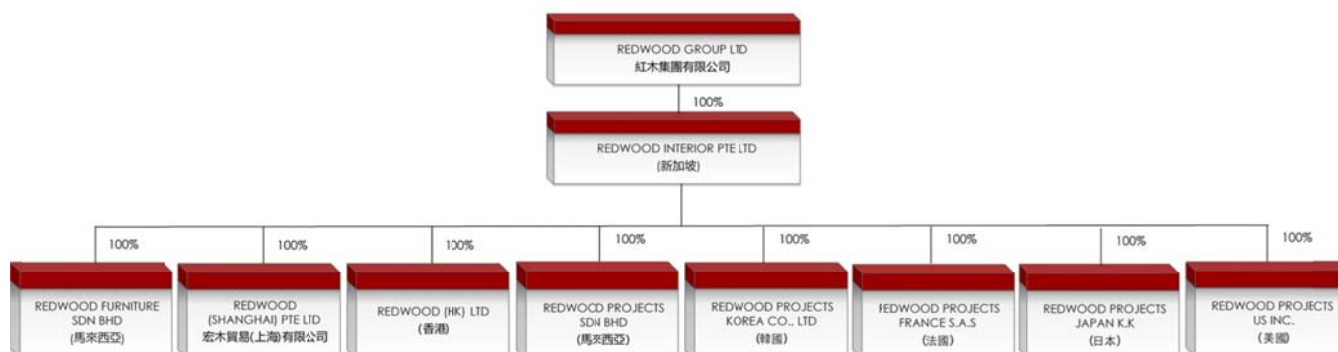 REDWOOD GROUP LTD
紅木集團有限公司
100%
REDWOOD INTERIOR PTE LTD
(新加坡)
100%
100%
100%
100%
100%
100%
100%
100%
REDWOOD FURNITURE
SDN BHD
(馬來西亞)
REDWOOD
(SHANGHAI) PTE LTD
宏木貿易(上海)有限公司
REDWOOD (HK) LTD
(香港)
REDWOOD PROJECTS
SDN BHD
(馬來西亞)
REDWOOD PROJECTS
KOREA CO., LTD
(韓國)
REDWOOD PROJECTS
FRANCE S.A.S
(法國)
REDWOOD PROJECTS
JAPAN K.K
(日本)
REDWOOD PROJECTS
US INC.
(美國)